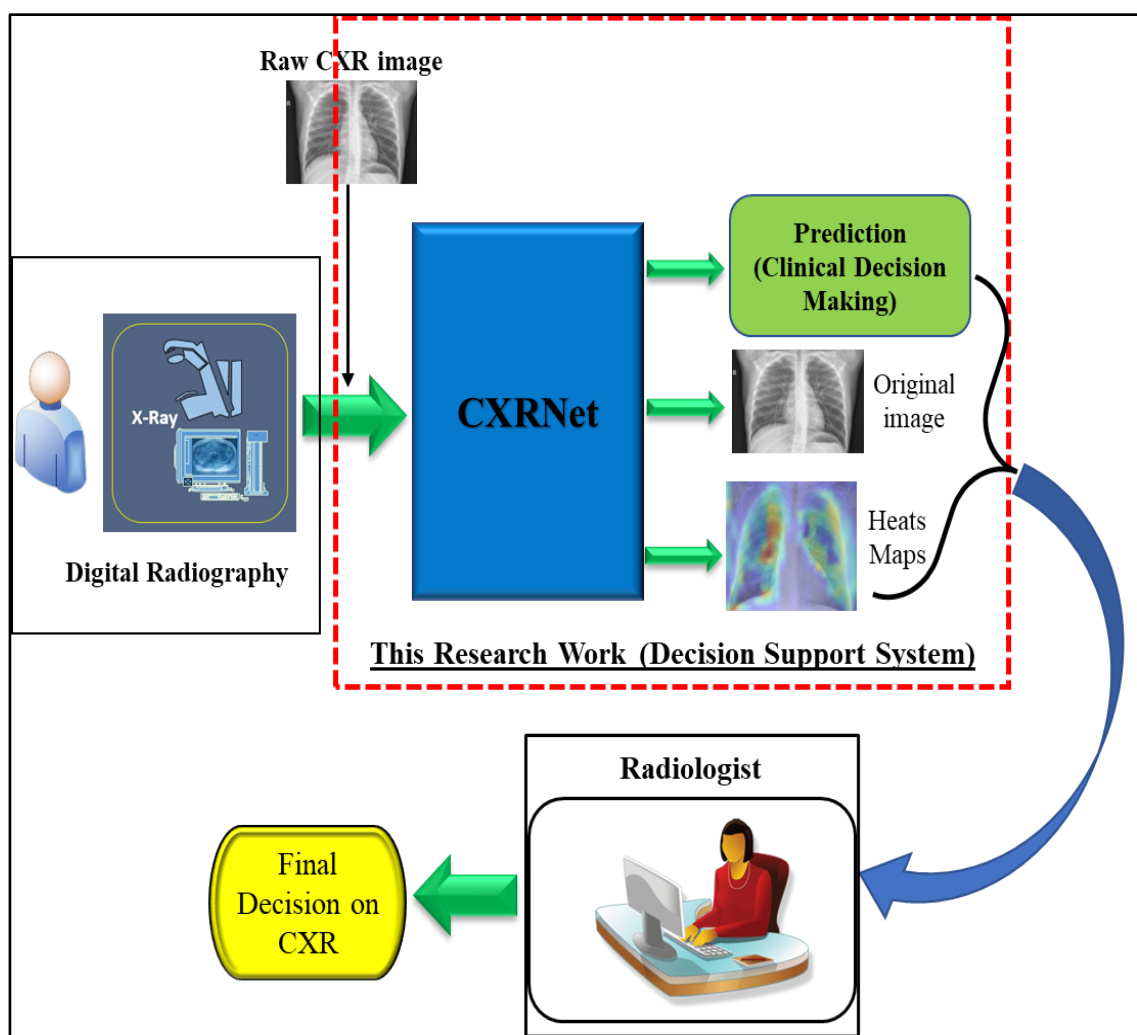 Raw CXR image
X-Ray
Digital Radiography
CXRNet
Prediction
(Clinical Decision
Making)
Original
image
Heats
Maps
This Research Work (Decision Support System)
Radiologist
Final
Decision on
CXR